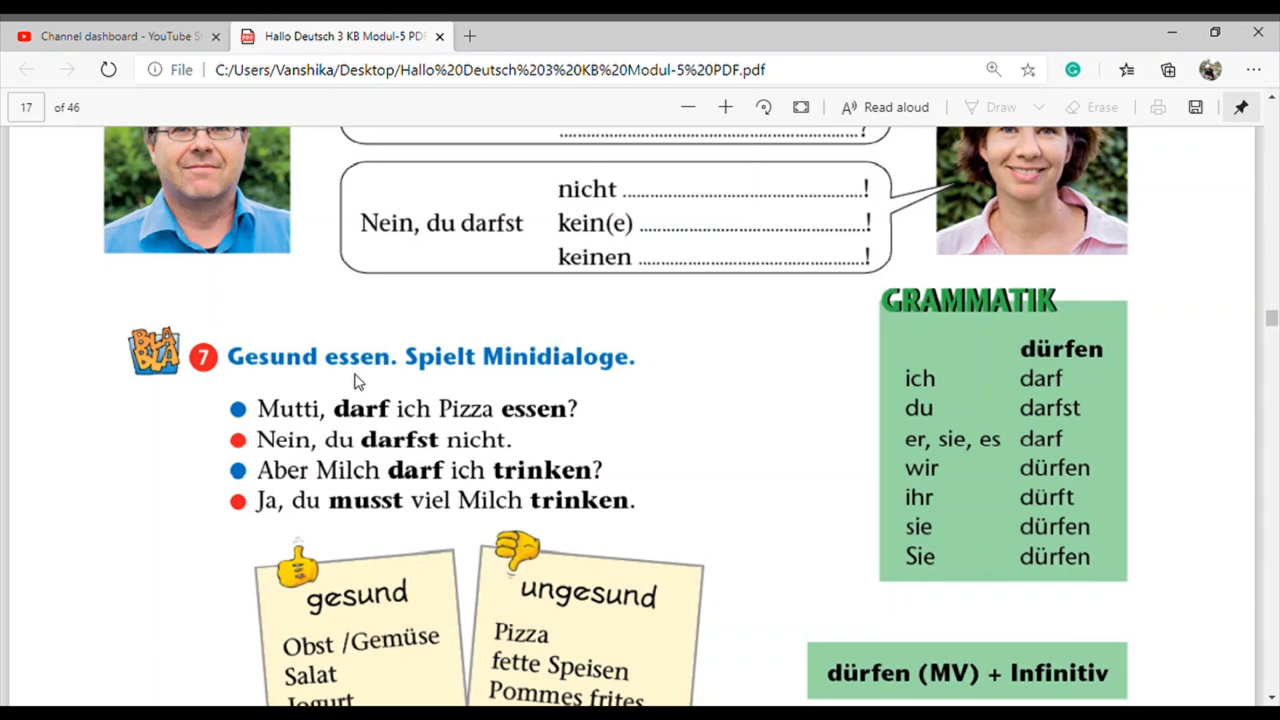 Channel dashboard - YouTube S
Hallo Deutsch 3 KB Modul-5 PDF
File
C:/Users/Vanshika/Desktop/Hallo%20Deutsch%203%20KB%20Modul-5%20PDF.pdf
17 of 46
Read aloud
Draw
Erase
..........................................................?
Nein, du darfst
nicht ..............................................!
kein(e) ...........................................!
keinen ...........................................!
BLA BLA
7 Gesund essen. Spielt Minidialoge.
Mutti, darf ich Pizza essen?
Nein, du darfst nicht.
Aber Milch darf ich trinken?
Ja, du musst viel Milch trinken.
gesund
Obst /Gemüse
Salat
Jogurt
ungesund
Pizza
fette Speisen
Pommes frites
GRAMMATIK
dürfen
ich darf
du darfst
er, sie, es darf
wir dürfen
ihr dürft
sie dürfen
Sie dürfen
dürfen (MV) + Infinitiv